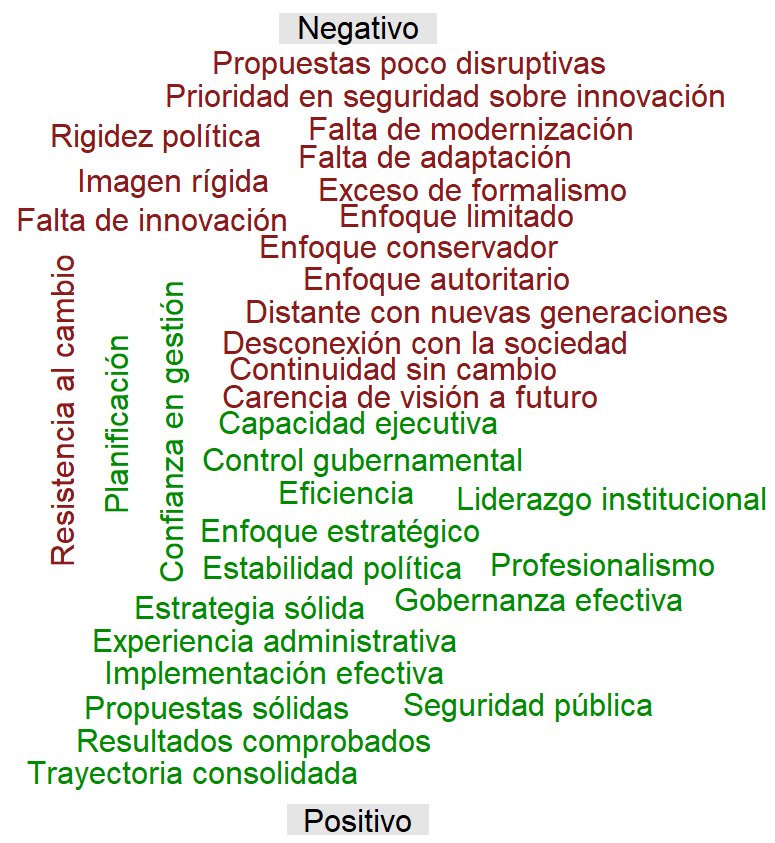 Negativo
Propuestas poco disruptivas
Prioridad en seguridad sobre innovación
Rigidez política
Falta de modernización
Falta de adaptación
Imagen rígida
Exceso de formalismo
Falta de innovación
Enfoque limitado
Enfoque conservador
Enfoque autoritario
Distante con nuevas generaciones
Desconexión con la sociedad
Continuidad sin cambio
Carencia de visión a futuro
Resistencia al cambio
Planificación
Confianza en gestión
Capacidad ejecutiva
Control gubernamental
Eficiencia
Liderazgo institucional
Enfoque estratégico
Estabilidad política
Profesionalismo
Estrategia sólida
Gobernanza efectiva
Experiencia administrativa
Implementación efectiva
Propuestas sólidas
Seguridad pública
Resultados comprobados
Trayectoria consolidada
Positivo